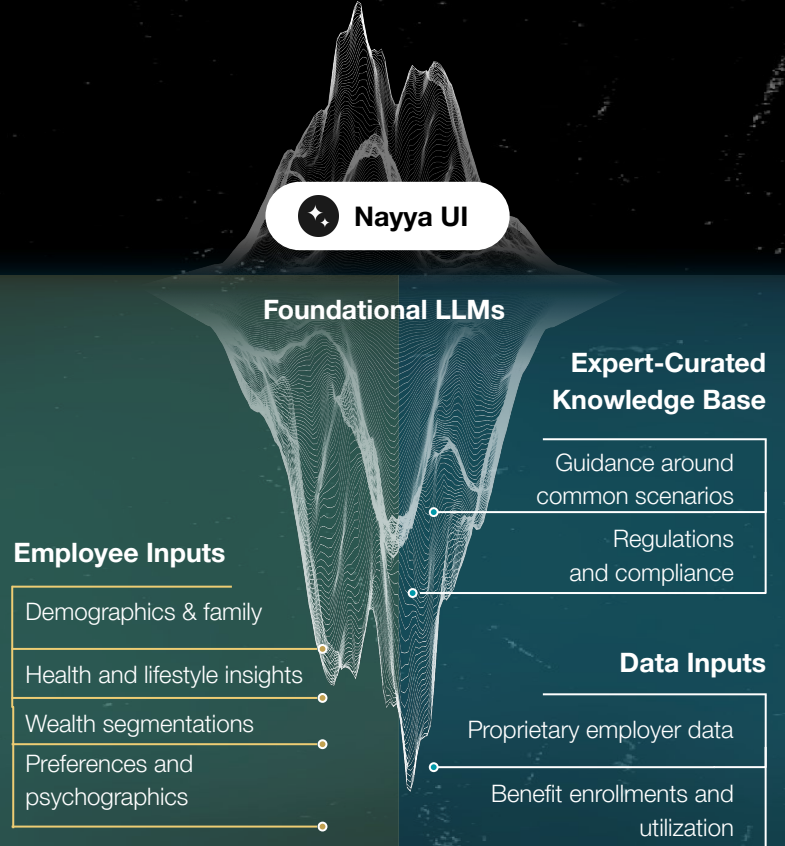 Nayya UI
Foundational LLMs
Expert-Curated
Knowledge Base
Guidance around
common scenarios
Regulations
and compliance
Employee Inputs
Demographics & family
Health and lifestyle insights
Wealth segmentations
Preferences and
psychographics
Data Inputs
Proprietary employer data
Benefit enrollments and
utilization